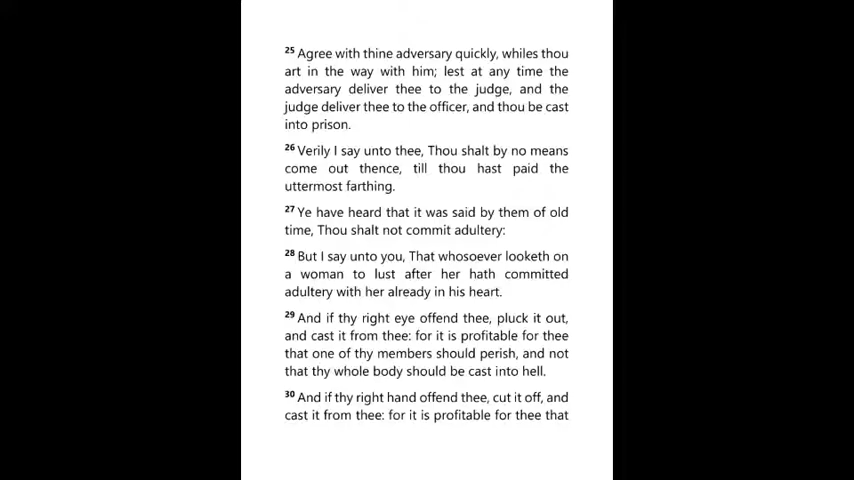 25 Agree with thine adversary quickly, whiles thou
art in the way with him; lest at any time the
adversary deliver thee to the judge, and the
judge deliver thee to the officer, and thou be cast
into prison.
26 Verily I say unto thee, Thou shalt by no means
come out thence, till thou hast paid the
uttermost farthing.
27 Ye have heard that it was said by them of old
time, Thou shalt not commit adultery:
28 But I say unto you, That whosoever looketh on
a woman to lust after her hath committed
adultery with her already in his heart.
29 And if thy right eye offend thee, pluck it out,
and cast it from thee: for it is profitable for thee
that one of thy members should perish, and not
that thy whole body should be cast into hell.
30 And if thy right hand offend thee, cut it off, and
cast it from thee: for it is profitable for thee that